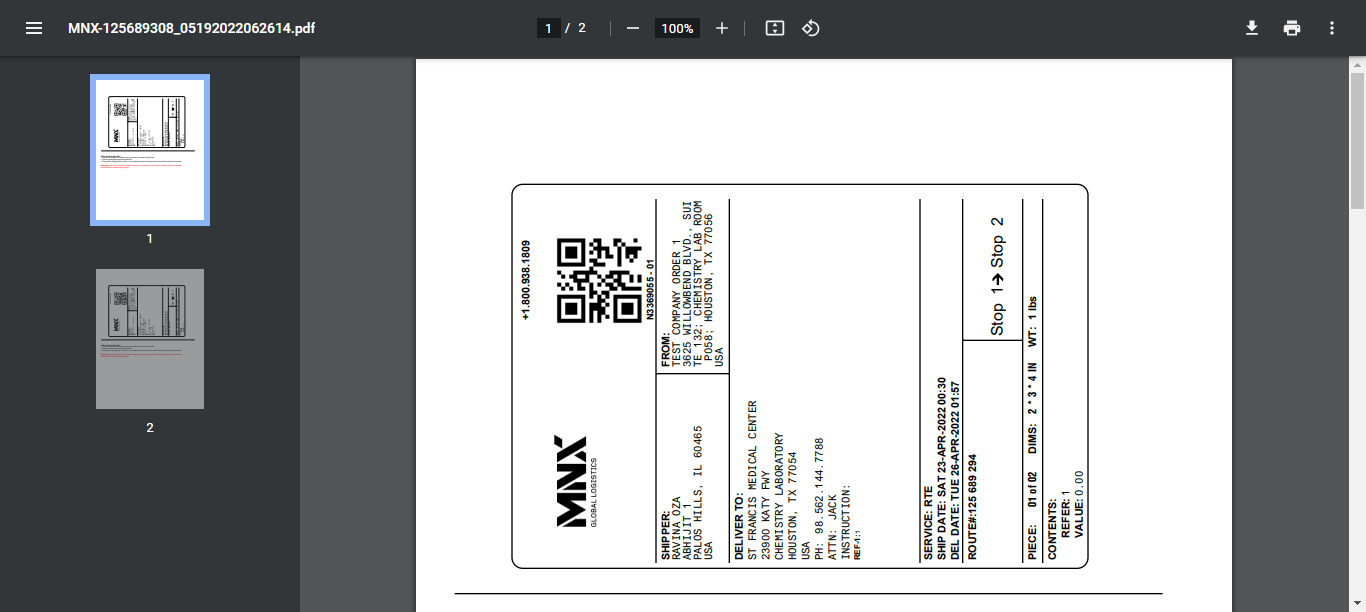 MNX-125689308_05192022062614.pdf
1 / 2
100%
1
2
+1.800.938.1809
MNX
GLOBAL LOGISTICS
N3369055 - 01
SHIPPER:
RAVINA OZA
ABHIJIT 1
PALOS HILLS, IL 60465
USA
FROM:
TEST COMPANY ORDER 1
3625 WILLOWBEND BLVD., SUI
TE 132; CHEMISTRY LAB ROOM
P058; HOUSTON, TX 77056
USA
DELIVER TO:
ST FRANCIS MEDICAL CENTER
23900 KATY FWY
CHEMISTRY LABORATORY
HOUSTON, TX 77054
USA
PH: 98.562.144.7788
ATTN: JACK
INSTRUCTION:
REF-1:1
SERVICE: RTE
SHIP DATE: SAT 23-APR-2022 00:30
DEL DATE: TUE 26-APR-2022 01:57
ROUTE#:125 689 294
Stop 1➔ Stop 2
PIECE: 01 of 02 DIMS: 2 * 3 * 4 IN WT: 1 lbs
CONTENTS:
REFER: 1
VALUE: 0.00